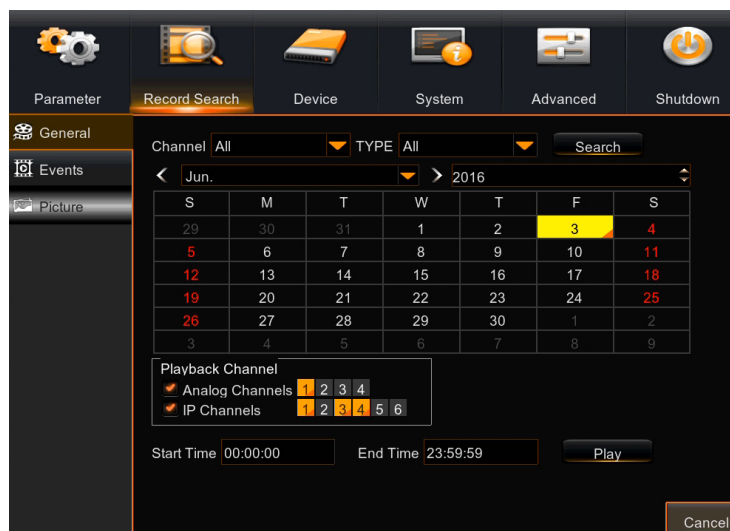 Parameter Record Search Device System Advanced Shutdown
General
Events
Picture
Channel All TYPE All Search
< Jun. > 2016
S M T W T F S
29 30 31 1 2 3 4
5 6 7 8 9 10 11
12 13 14 15 16 17 18
19 20 21 22 23 24 25
26 27 28 29 30 1 2
3 4 5 6 7 8 9
Playback Channel
Analog Channels 1 2 3 4
IP Channels 1 2 3 4 5 6
Start Time 00:00:00 End Time 23:59:59 Play
Cancel